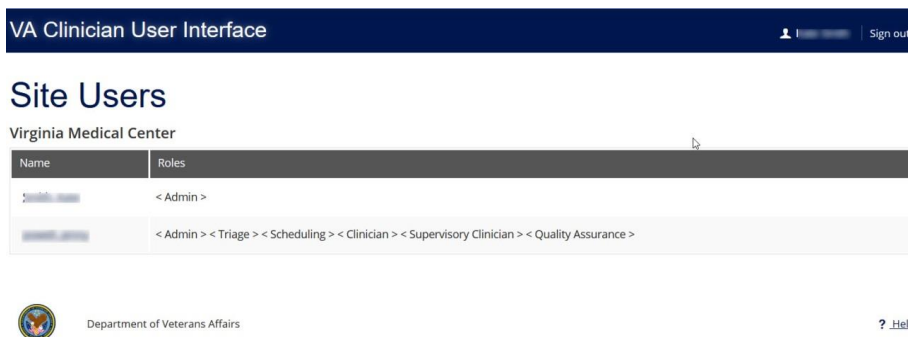 VA Clinician User Interface
Sign out
Site Users
Virginia Medical Center
Name Roles
< Admin >
< Admin > < Triage > < Scheduling > < Clinician > < Supervisory Clinician > < Quality Assurance >
Department of Veterans Affairs
? Hel